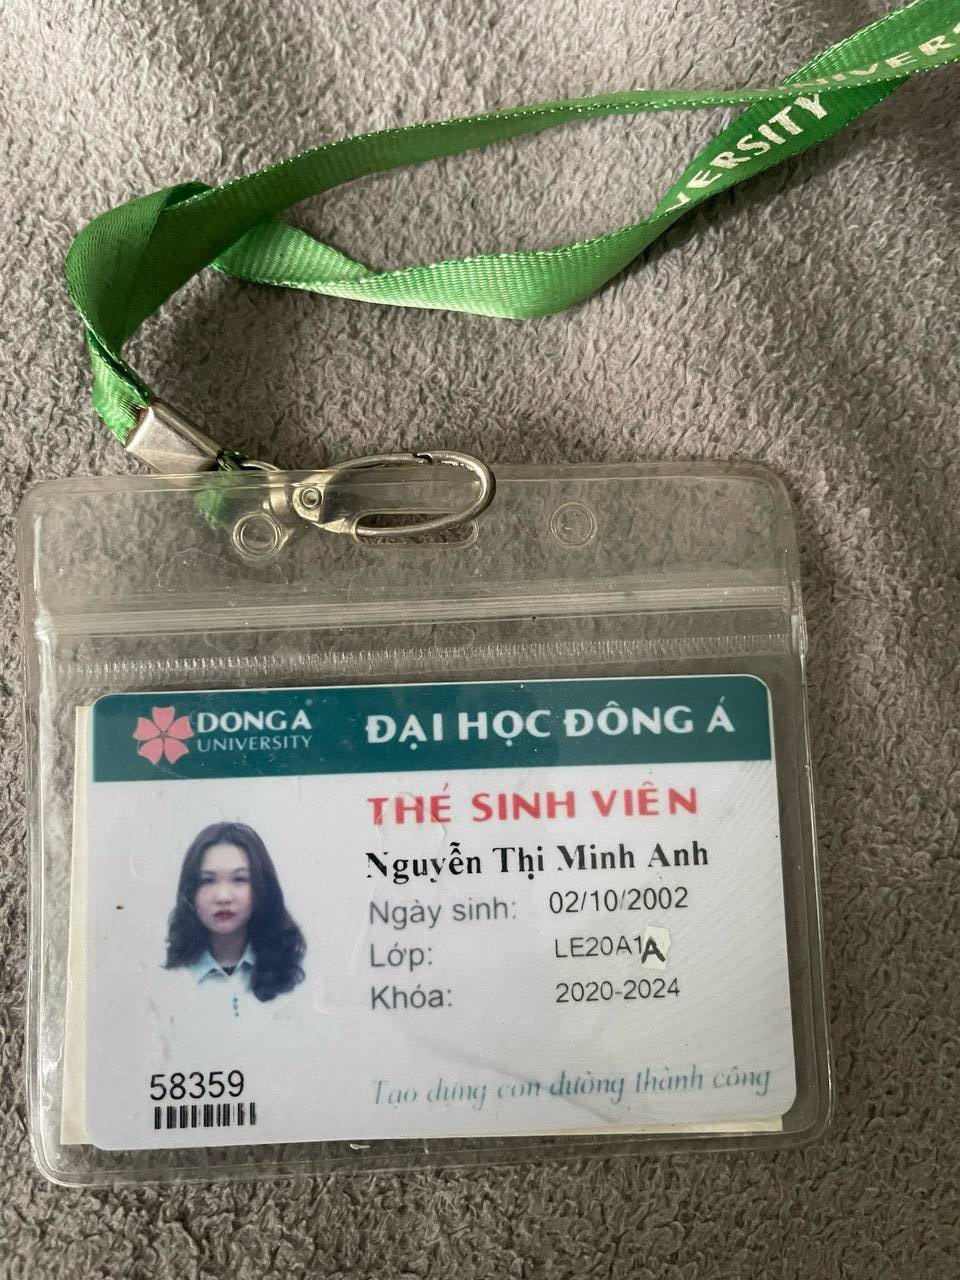 VERSITY
DONGA
UNIVERSITY
ĐẠI HỌC ĐÔNG Á
THẺ SINH VIÊN
Nguyễn Thị Minh Anh
Ngày sinh: 02/10/2002
Lớp: LE20A1A
Khóa: 2020-2024
58359
Tạo dựng con đường thành công